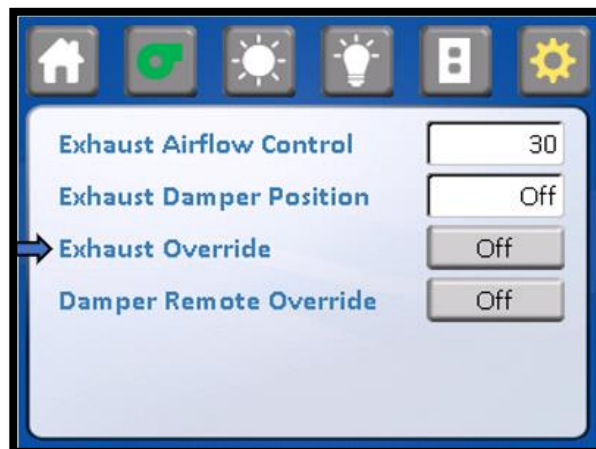 Exhaust Airflow Control 30
Exhaust Damper Position Off
Exhaust Override Off
Damper Remote Override Off